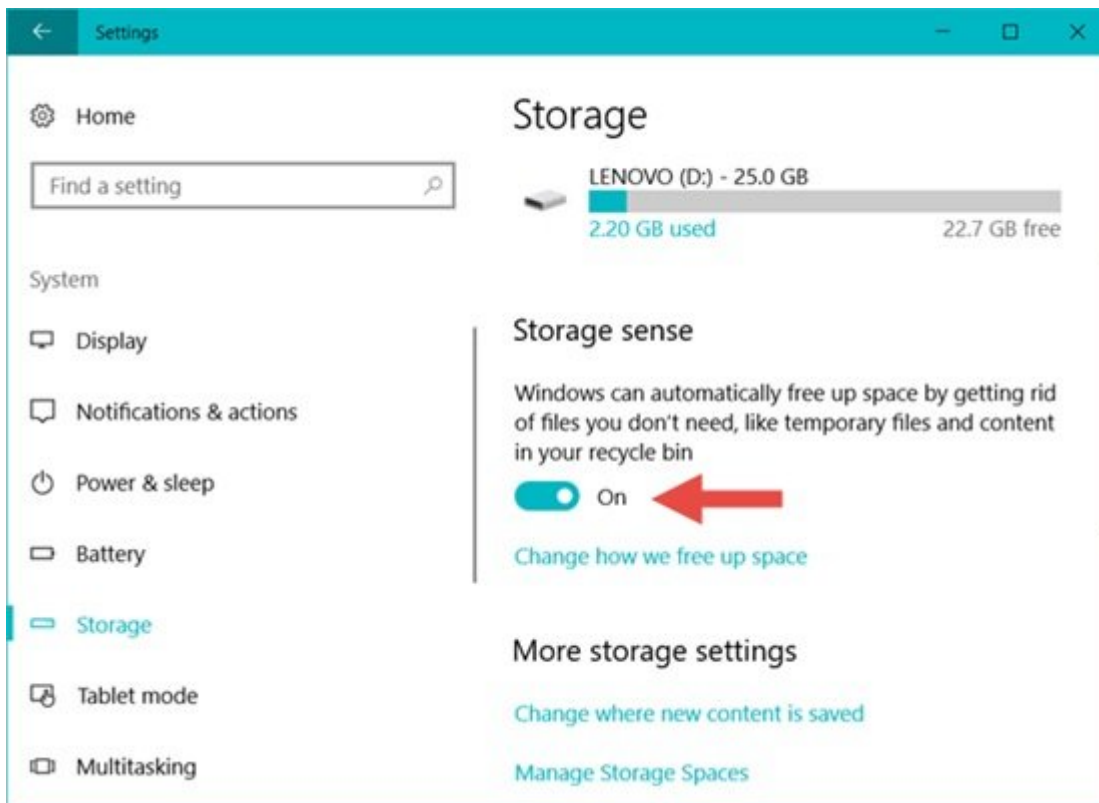 Settings
Home
Find a setting
System
Display
Notifications & actions
Power & sleep
Battery
Storage
Tablet mode
Multitasking
Storage
LENOVO (D:) - 25.0 GB
2.20 GB used
22.7 GB free
Storage sense
Windows can automatically free up space by getting rid
of files you don't need, like temporary files and content
in your recycle bin
On
Change how we free up space
More storage settings
Change where new content is saved
Manage Storage Spaces